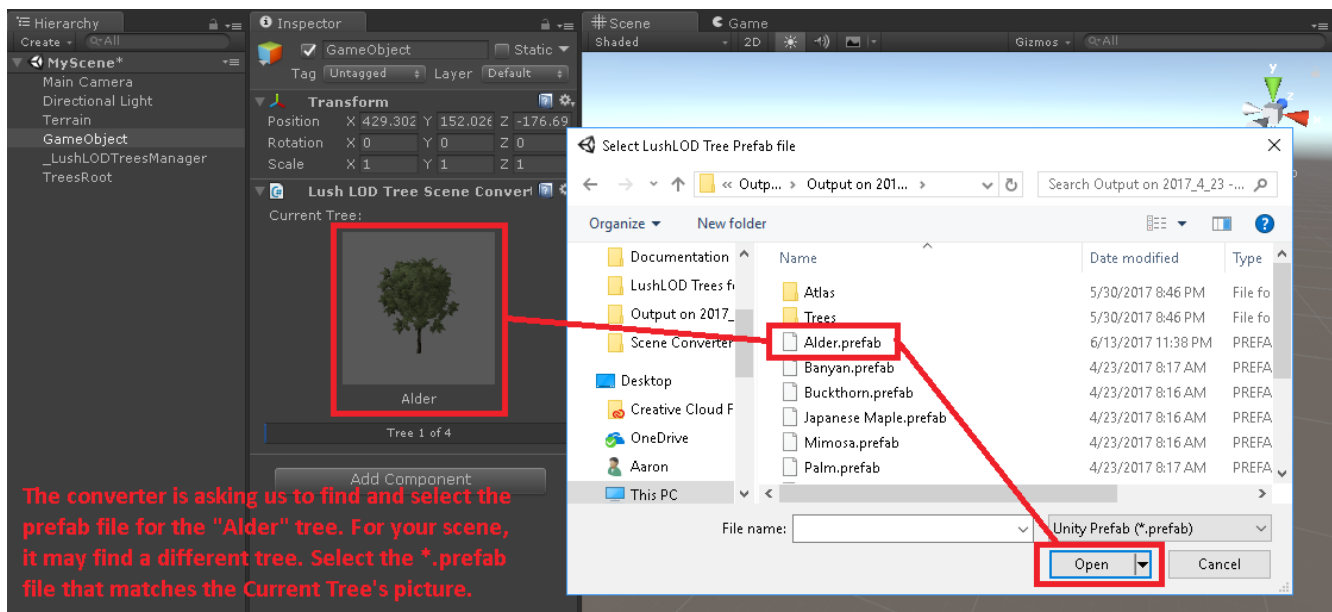 Hierarchy
Create
All
MyScene*
Main Camera
Directional Light
Terrain
GameObject
_LushLODTreesManager
TreesRoot
Inspector
GameObject
Static
Tag Untagged Layer Default
Transform
Position X 429.302 Y 152.026 Z -176.69
Rotation X 0 Y 0 Z 0
Scale X 1 Y 1 Z 1
Lush LOD Tree Scene Convert
Current Tree:
Alder
Tree 1 of 4
Add Component
Scene Game
Shaded 2D Gizmos All
y
z
Select LushLOD Tree Prefab file
« Outp... › Output on 201... › Search Output on 2017_4_23 -...
Organize New folder
Documentation
LushLOD Trees f
Output on 2017_
Scene Converter
Desktop
Creative Cloud F
OneDrive
Aaron
This PC
Name Date modified Type
Atlas 5/30/2017 8:46 PM File fo
Trees 5/30/2017 8:46 PM File fo
Alder.prefab 6/13/2017 11:38 PM PREFA
Banyan.prefab 4/23/2017 8:17 AM PREFA
Buckthorn.prefab 4/23/2017 8:16 AM PREFA
Japanese Maple.prefab 4/23/2017 8:16 AM PREFA
Mimosa.prefab 4/23/2017 8:16 AM PREFA
Palm.prefab 4/23/2017 8:17 AM PREFA
File name: Unity Prefab (*.prefab)
Open Cancel
The converter is asking us to find and select the
prefab file for the "Alder" tree. For your scene,
it may find a different tree. Select the *.prefab
file that matches the Current Tree's picture.